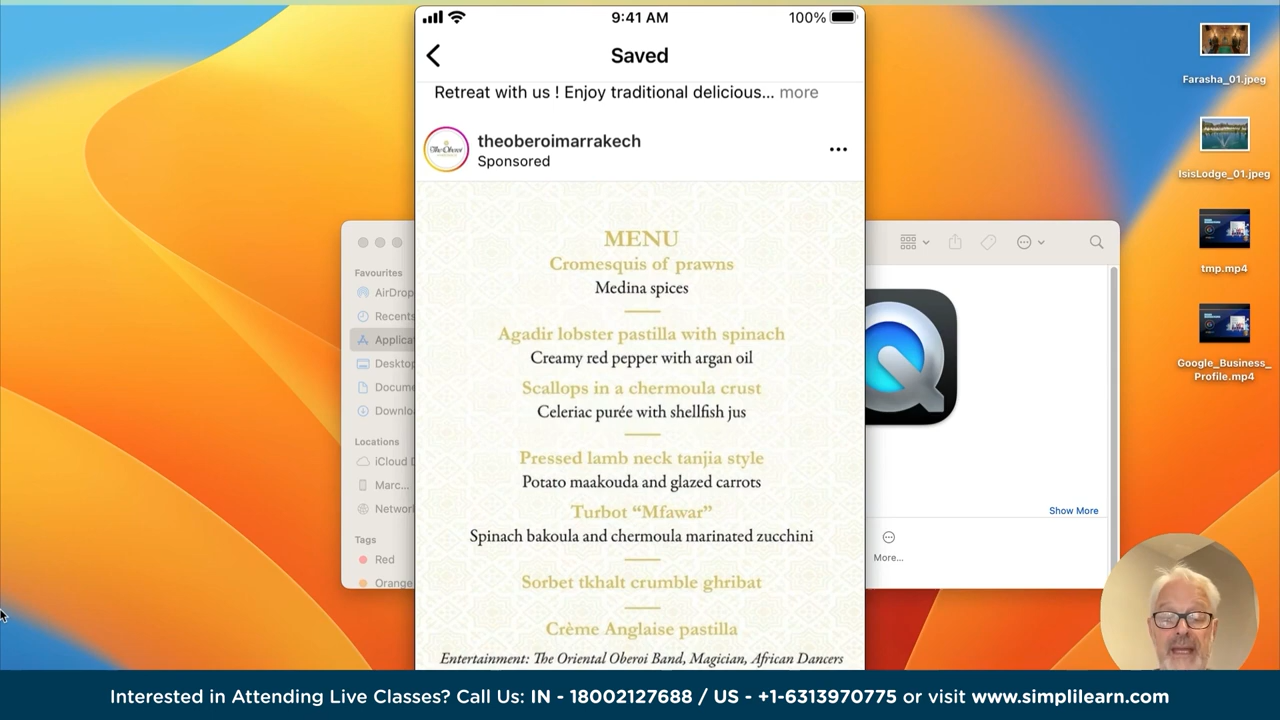 9:41 AM
100%
Saved
Retreat with us ! Enjoy traditional delicious... more
theoberoimarrakech
Sponsored
MENU
Cromesquis of prawns
Medina spices
Agadir lobster pastilla with spinach
Creamy red pepper with argan oil
Scallops in a chermoula crust
Celeriac purée with shellfish jus
Pressed lamb neck tanjia style
Potato maakouda and glazed carrots
Turbot “Mfawar”
Spinach bakoula and chermoula marinated zucchini
Sorbet tkhalt crumble ghribat
Crème Anglaise pastilla
Entertainment: The Oriental Oberoi Band, Magician, African Dancers
Favourites
AirDrop
Recents
Applica
Desktop
Docume
Downlo
Locations
iCloud D
Marc...
Network
Tags
Red
Orange
Show More
More...
Farasha_01.jpeg
IsisLodge_01.jpeg
tmp.mp4
Google_Business_
Profile.mp4
Interested in Attending Live Classes? Call Us: IN - 18002127688 / US - +1-6313970775 or visit www.simplilearn.com